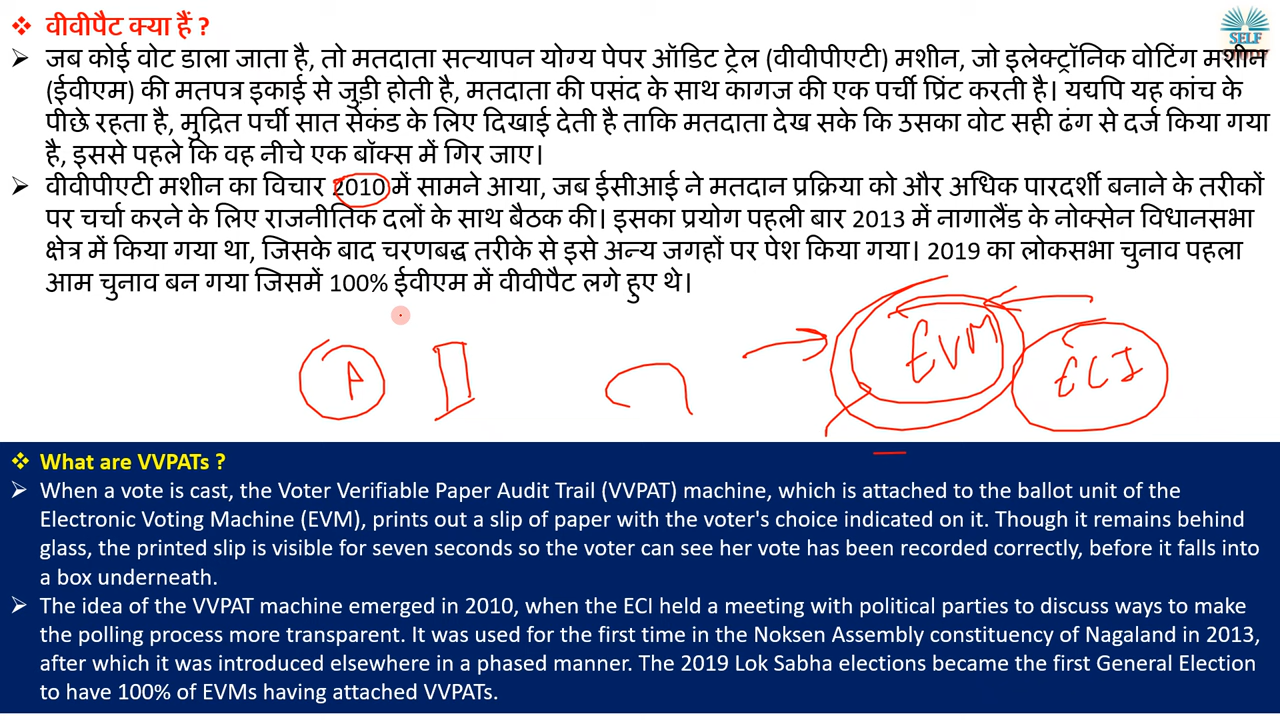 ❖ वीवीपैट क्या हैं ?
SELF
➢ जब कोई वोट डाला जाता है, तो मतदाता सत्यापन योग्य पेपर ऑडिट ट्रेल (वीवीपीएटी) मशीन, जो इलेक्ट्रॉनिक वोटिंग मशीन
(ईवीएम) की मतपत्र इकाई से जुड़ी होती है, मतदाता की पसंद के साथ कागज की एक पर्ची प्रिंट करती है। यद्यपि यह कांच के
पीछे रहता है, मुद्रित पर्ची सात सेकंड के लिए दिखाई देती है ताकि मतदाता देख सके कि उसका वोट सही ढंग से दर्ज किया गया
है, इससे पहले कि वह नीचे एक बॉक्स में गिर जाए।
➢ वीवीपीएटी मशीन का विचार 2010 में सामने आया, जब ईसीआई ने मतदान प्रक्रिया को और अधिक पारदर्शी बनाने के तरीकों
पर चर्चा करने के लिए राजनीतिक दलों के साथ बैठक की। इसका प्रयोग पहली बार 2013 में नागालैंड के नोक्सेन विधानसभा
क्षेत्र में किया गया था, जिसके बाद चरणबद्ध तरीके से इसे अन्य जगहों पर पेश किया गया। 2019 का लोकसभा चुनाव पहला
आम चुनाव बन गया जिसमें 100% ईवीएम में वीवीपैट लगे हुए थे।
A EVM ECI
❖ What are VVPATs ?
➢ When a vote is cast, the Voter Verifiable Paper Audit Trail (VVPAT) machine, which is attached to the ballot unit of the
Electronic Voting Machine (EVM), prints out a slip of paper with the voter's choice indicated on it. Though it remains behind
glass, the printed slip is visible for seven seconds so the voter can see her vote has been recorded correctly, before it falls into
a box underneath.
➢ The idea of the VVPAT machine emerged in 2010, when the ECI held a meeting with political parties to discuss ways to make
the polling process more transparent. It was used for the first time in the Noksen Assembly constituency of Nagaland in 2013,
after which it was introduced elsewhere in a phased manner. The 2019 Lok Sabha elections became the first General Election
to have 100% of EVMs having attached VVPATs.